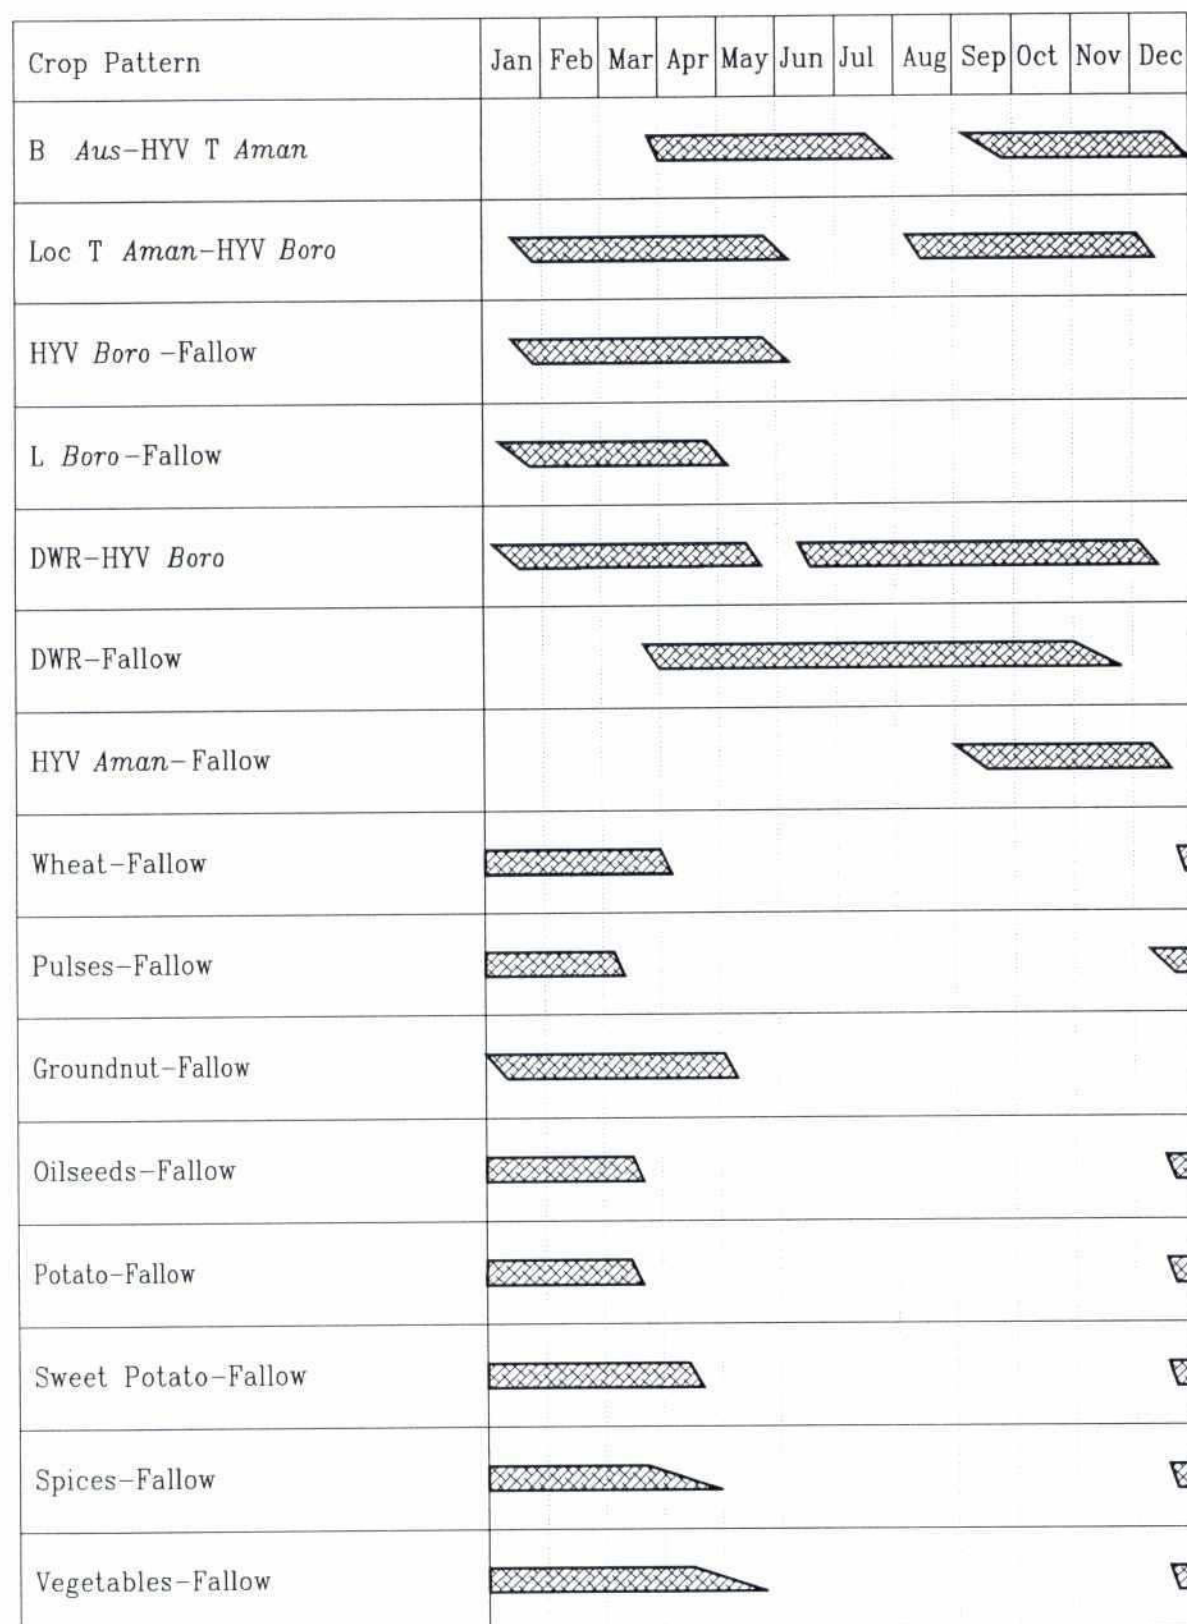 Crop Pattern Jan Feb Mar Apr May Jun Jul Aug Sep Oct Nov Dec
B Aus-HYV T Aman
Loc T Aman-HYV Boro
HYV Boro -Fallow
L Boro-Fallow
DWR-HYV Boro
DWR-Fallow
HYV Aman-Fallow
Wheat-Fallow
Pulses-Fallow
Groundnut-Fallow
Oilseeds-Fallow
Potato-Fallow
Sweet Potato-Fallow
Spices-Fallow
Vegetables-Fallow